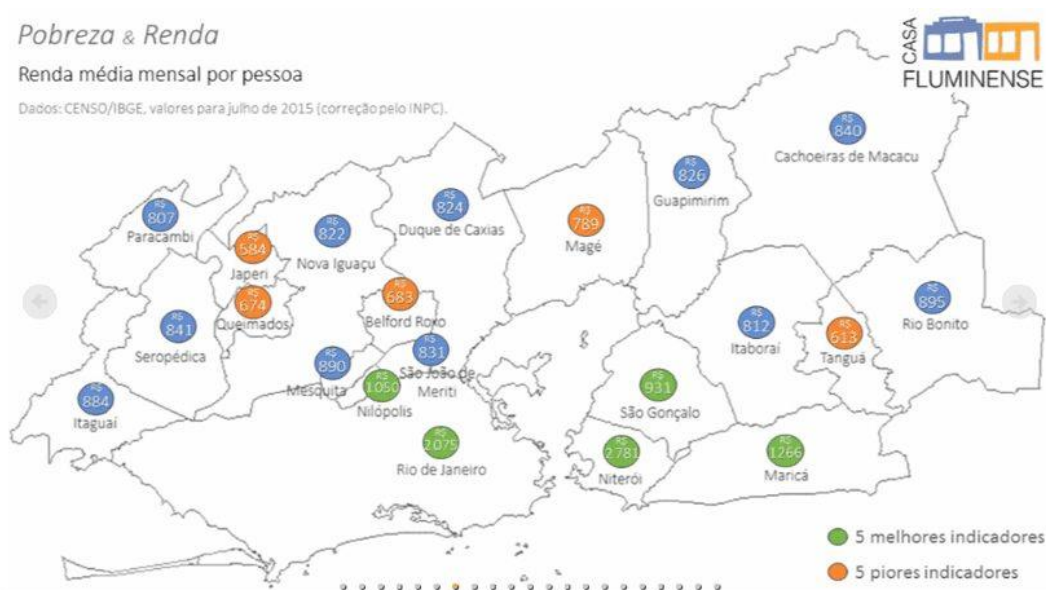 Pobreza & Renda
Renda média mensal por pessoa
Dados: CENSO/IBGE, valores para julho de 2015 (correção pelo INPC).
CASA
FLUMINENSE
R$
840
Cachoeiras de Macacu
R$
826
Guapimirim
R$
807
Paracambi
R$
824
Duque de Caxias
R$
789
Magé
R$
822
Nova Iguaçu
R$
584
Japeri
R$
674
Queimados
R$
683
Belford Roxo
R$
895
Rio Bonito
R$
841
Seropédica
R$
812
Itaboraí
R$
613
Tanguá
R$
890
Mesquita
R$
831
São João de
Meriti
R$
1050
Nilópolis
R$
931
São Gonçalo
R$
884
Itaguaí
R$
2075
Rio de Janeiro
R$
2781
Niterói
R$
1266
Maricá
5 melhores indicadores
5 piores indicadores